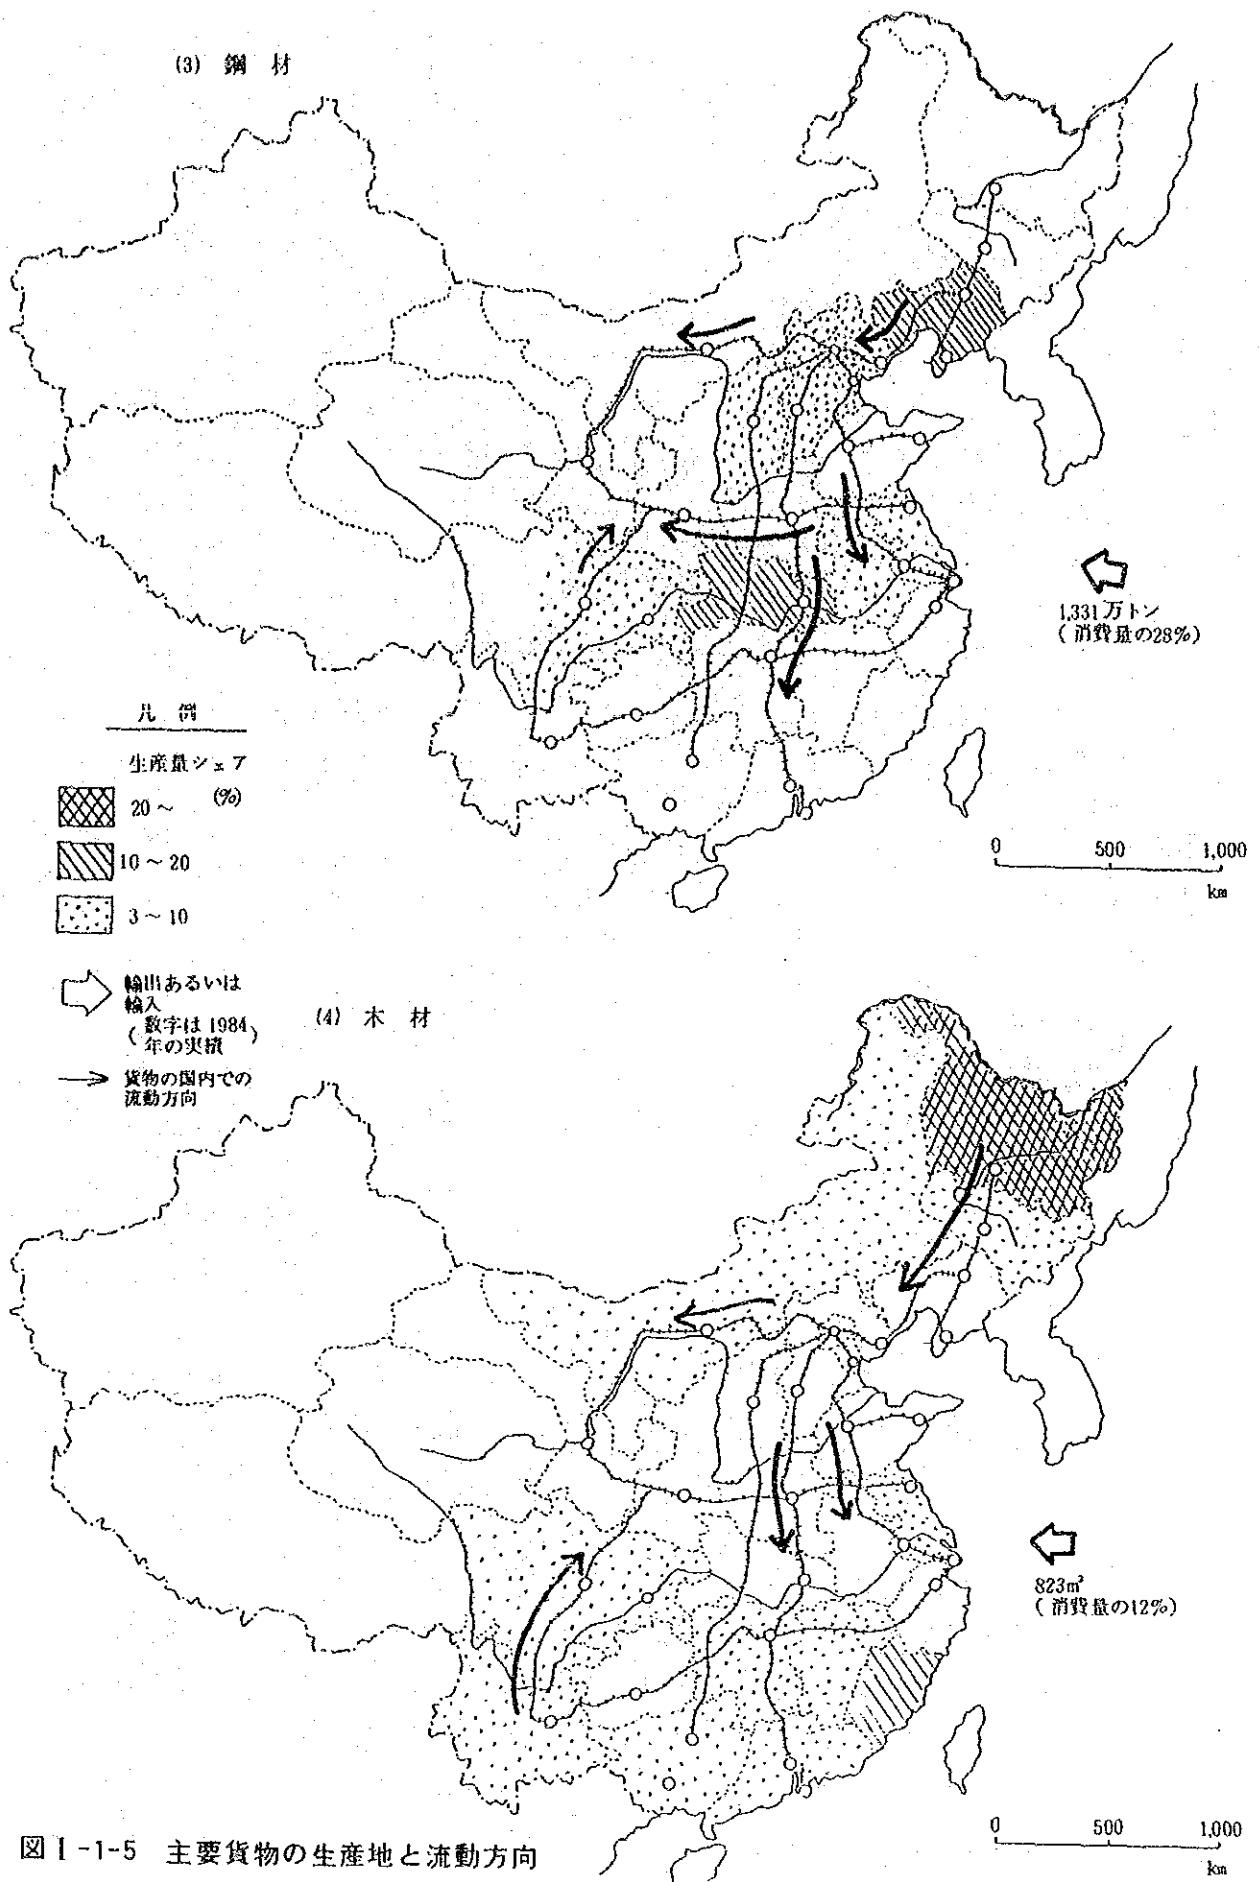 (3) 鋼材
1,331万トン
(消費量の28%)
凡例
生産量シェア
(%)
20~
10~20
3~10
輸出あるいは
輸入
(数字は1984
年の実績)
貨物の国内での
流動方向
0 500 1,000
km
(4) 木材
823m³
(消費量の12%)
0 500 1,000
km
図I-1-5 主要貨物の生産地と流動方向